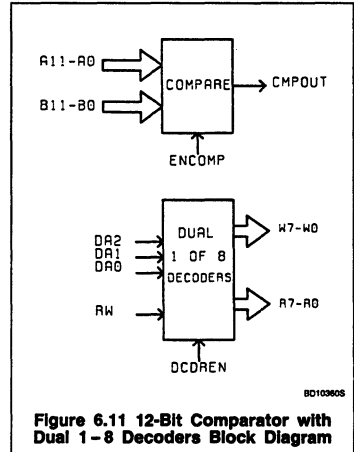 A11-A0
COMPARE
CMPOUT
B11-B0
ENCOMP
DUAL
1 OF 8
DECODERS
DA2
DA1
DA0
RW
W7-W0
R7-R0
DCDREN
BD10360S
Figure 6.11 12-Bit Comparator with
Dual 1–8 Decoders Block Diagram